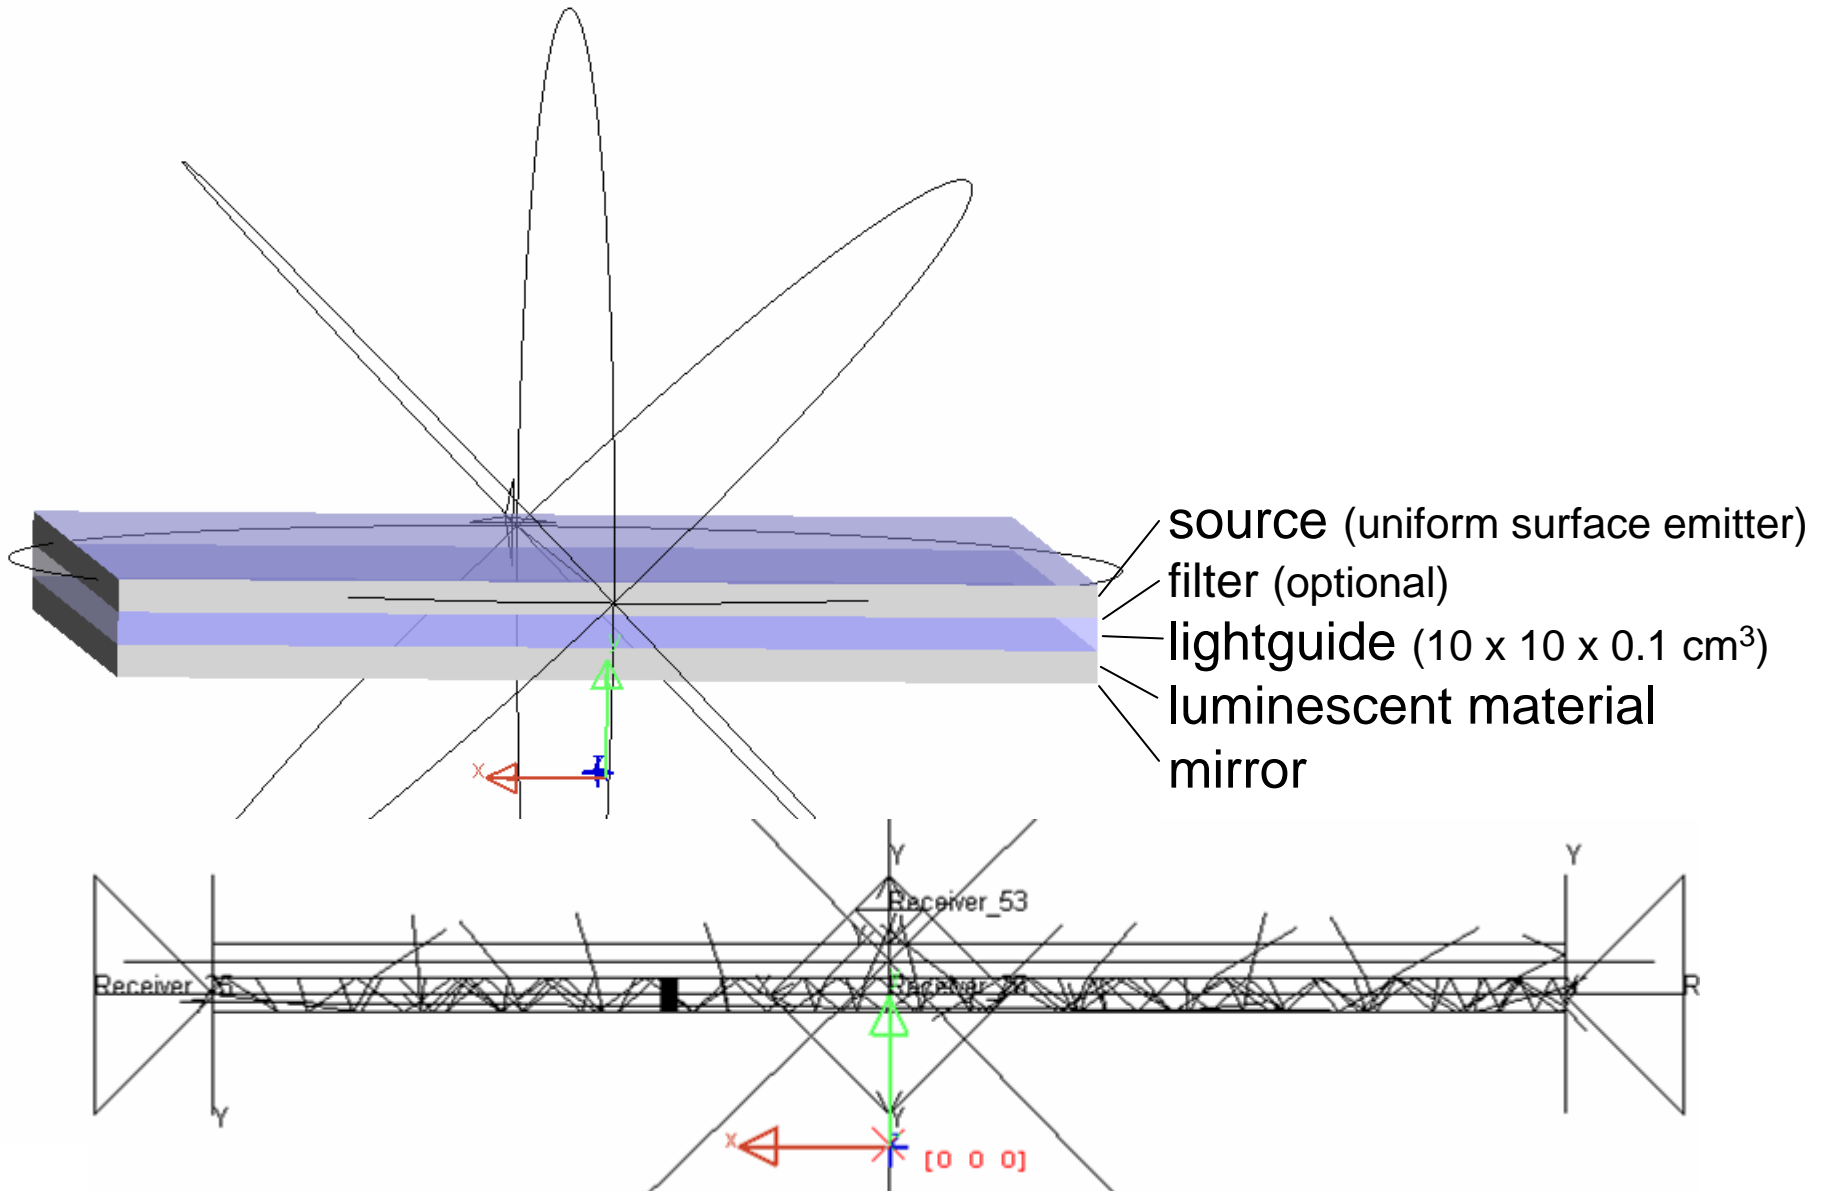 source (uniform surface emitter)
filter (optional)
lightguide (10 x 10 x 0.1 cm³)
luminescent material
mirror
Y
X
Y
Y
Receiver_53
Receiver
R
Y
Y
X
[0 0 0]